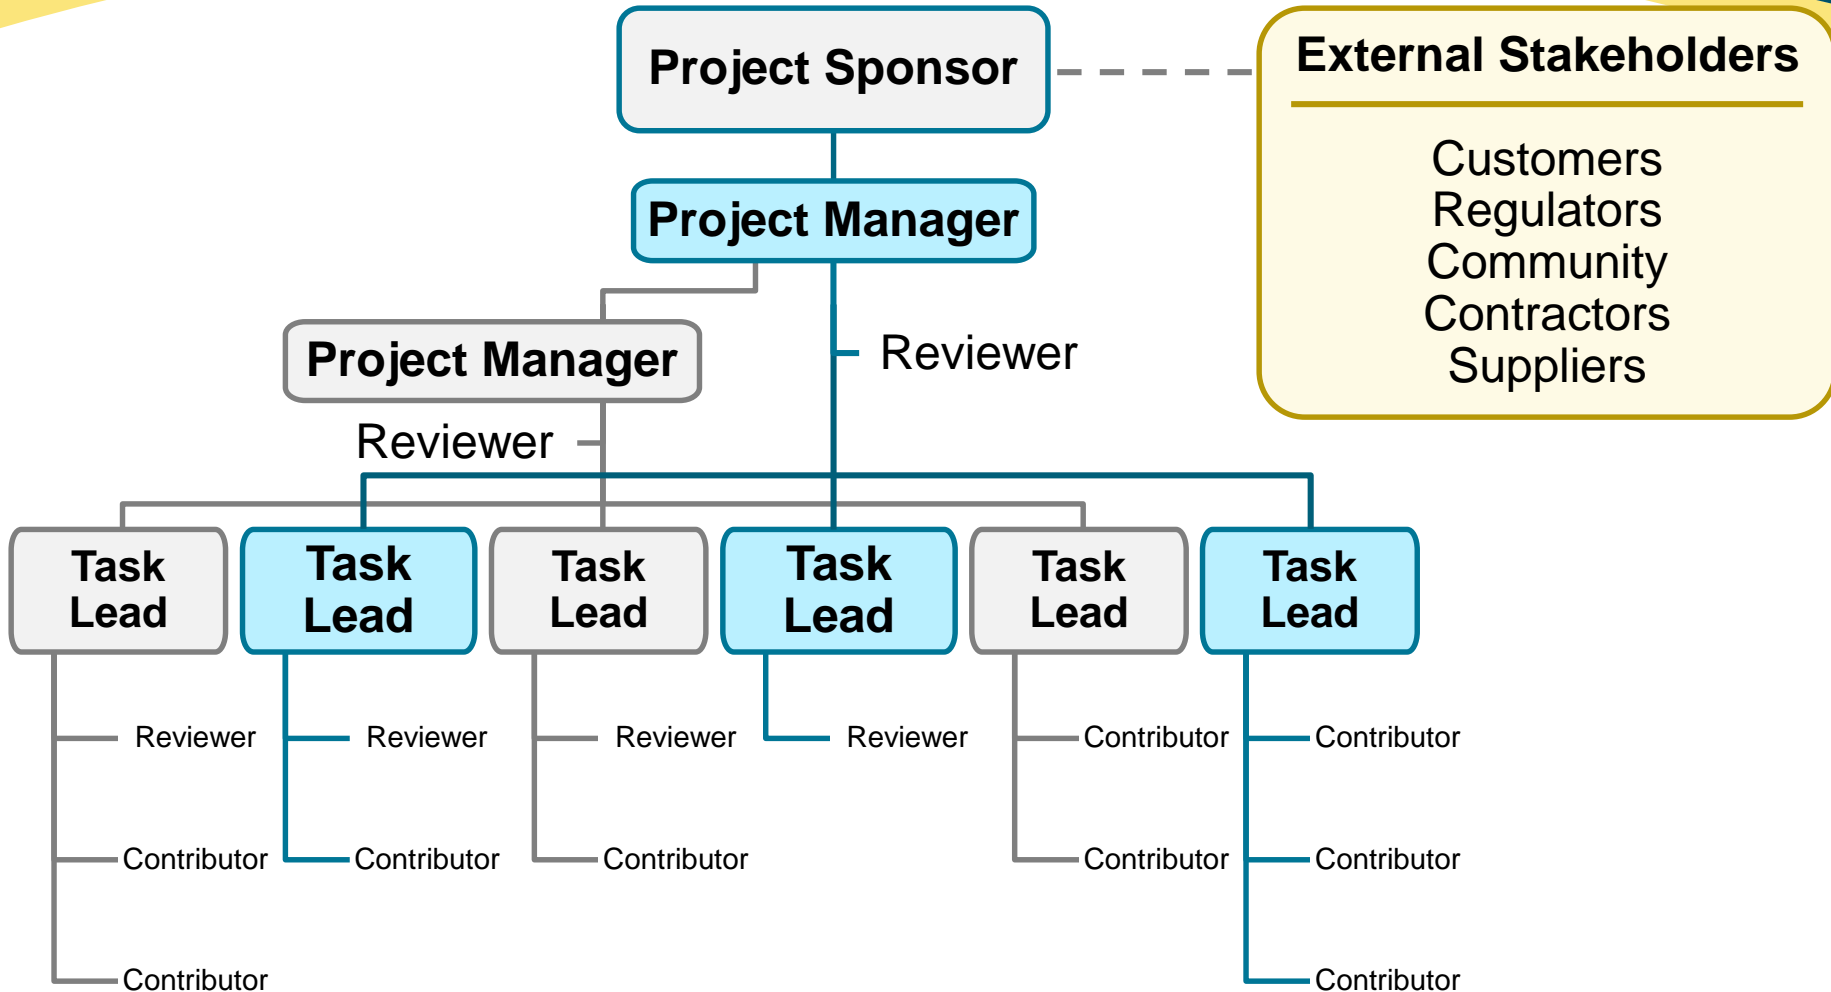 Project Sponsor
External Stakeholders
Customers
Regulators
Community
Contractors
Suppliers
Project Manager
Project Manager
Reviewer
Reviewer
Task
Lead
Task
Lead
Task
Lead
Task
Lead
Task
Lead
Task
Lead
Reviewer
Reviewer
Reviewer
Reviewer
Contributor
Contributor
Contributor
Contributor
Contributor
Contributor
Contributor
Contributor
Contributor